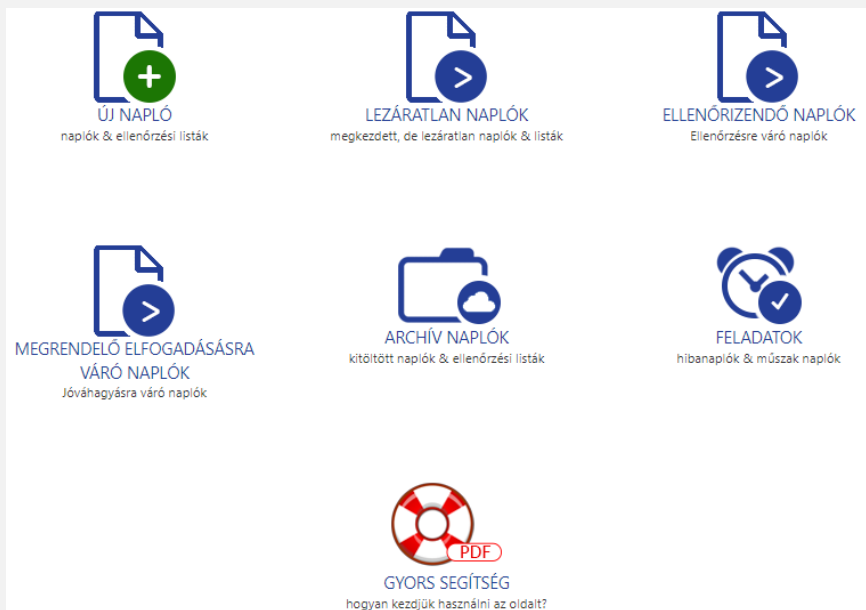 ÚJ NAPLÓ
naplók & ellenőrzési listák
LEZÁRATLAN NAPLÓK
megkezdett, de lezáratlan naplók & listák
ELLENŐRIZENDŐ NAPLÓK
Ellenőrzésre váró naplók
MEGRENDELŐ ELFOGADÁSÁSRA
VÁRÓ NAPLÓK
Jóváhagyásra váró naplók
ARCHÍV NAPLÓK
kitöltött naplók & ellenőrzési listák
FELADATOK
hibanaplók & műszak naplók
PDF
GYORS SEGÍTSÉG
hogyan kezdjük használni az oldalt?